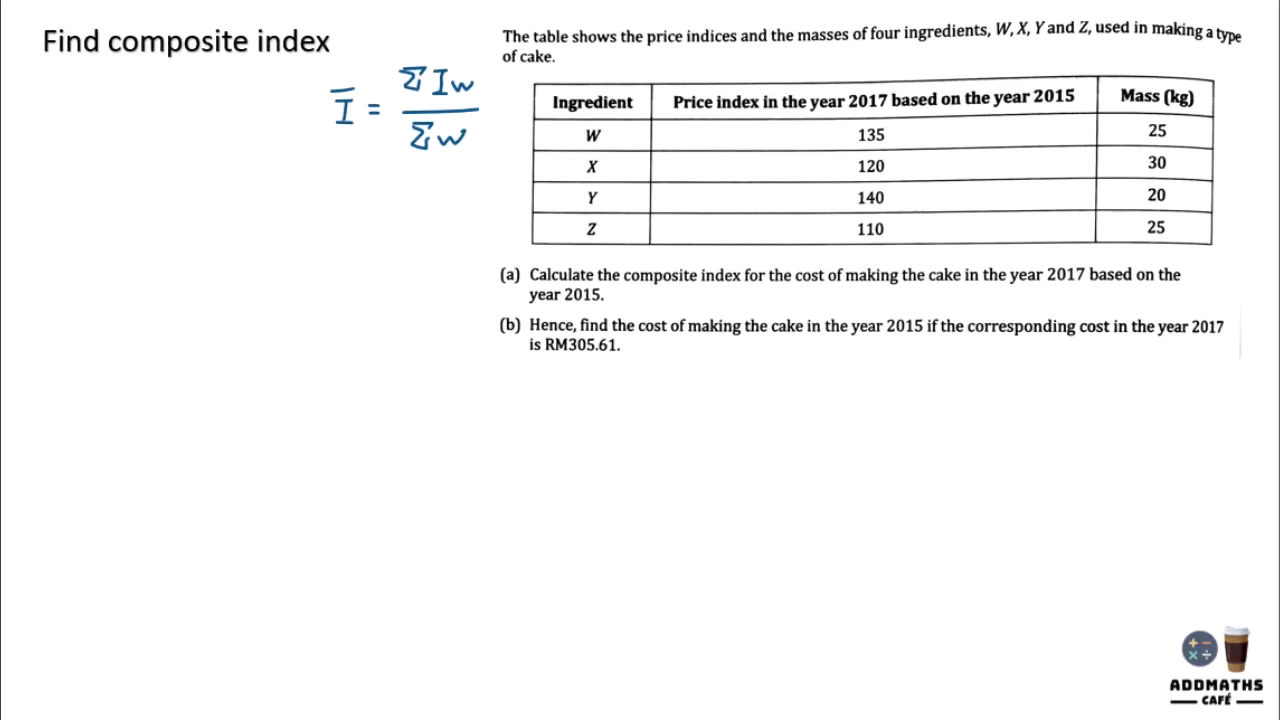 Find composite index
Ī = Σ Iw / Σ w
The table shows the price indices and the masses of four ingredients, W, X, Y and Z, used in making a type
of cake.
Ingredient Price index in the year 2017 based on the year 2015 Mass (kg)
W 135 25
X 120 30
Y 140 20
Z 110 25
(a) Calculate the composite index for the cost of making the cake in the year 2017 based on the
year 2015.
(b) Hence, find the cost of making the cake in the year 2015 if the corresponding cost in the year 2017
is RM305.61.
ADDMATHS
CAFÉ